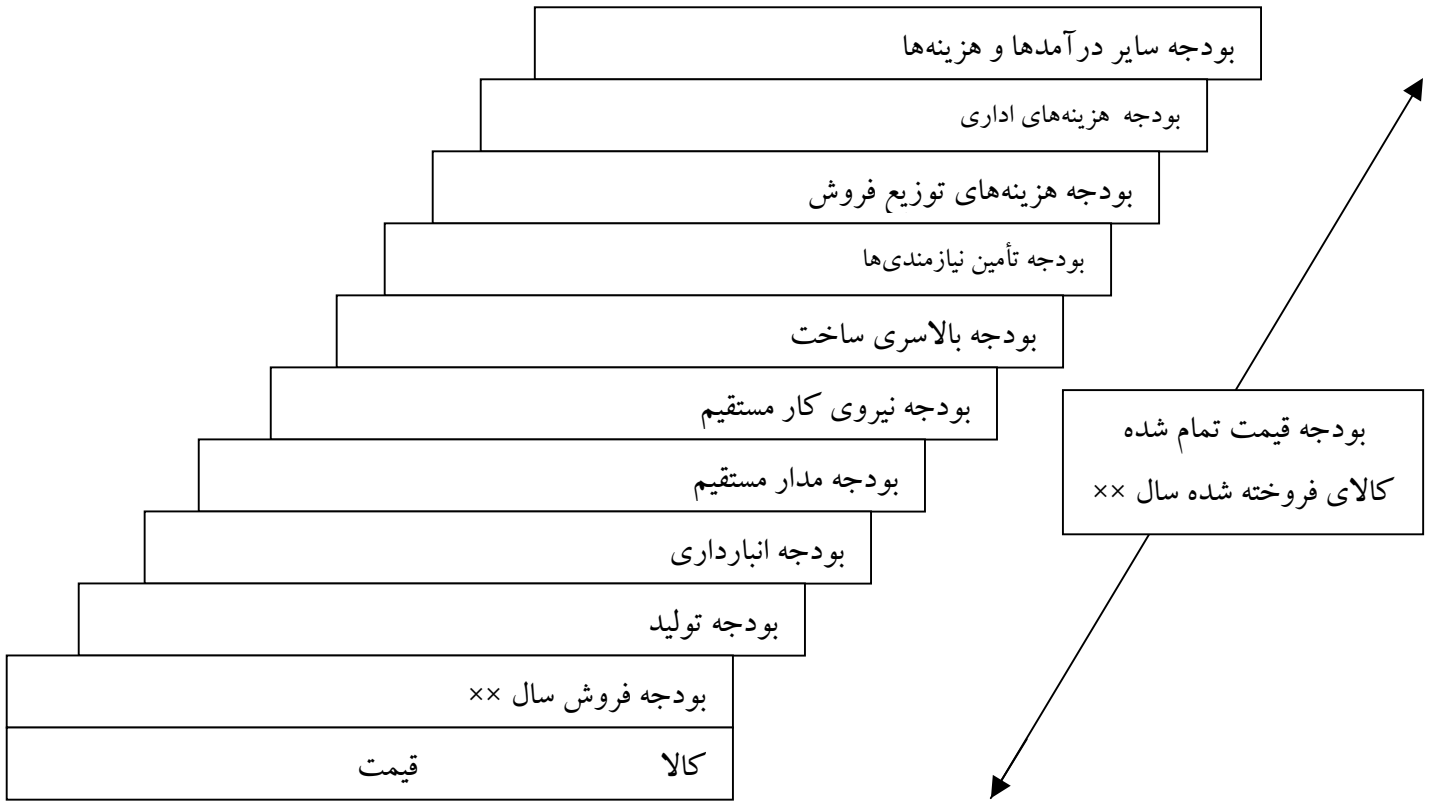 بودجه سایر درآمدها و هزینه‌ها
بودجه هزینه‌های اداری
بودجه هزینه‌های توزیع فروش
بودجه تأمین نیازمندی‌ها
بودجه بالاسری ساخت
بودجه نیروی کار مستقیم
بودجه مدار مستقیم
بودجه انبارداری
بودجه تولید
بودجه فروش سال ××
کالا قیمت
بودجه قیمت تمام شده
کالای فروخته شده سال ××